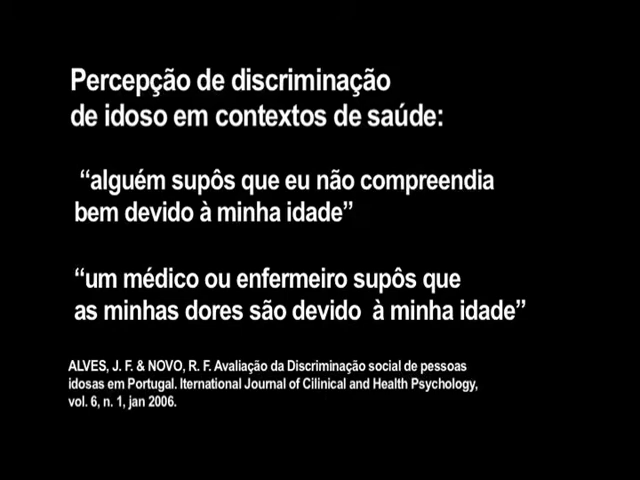 Percepção de discriminação
de idoso em contextos de saúde:
“alguém supôs que eu não compreendia
bem devido à minha idade”
“um médico ou enfermeiro supôs que
as minhas dores são devido à minha idade”
ALVES, J. F. & NOVO, R. F. Avaliação da Discriminação social de pessoas
idosas em Portugal. Iternational Journal of Cilinical and Health Psychology,
vol. 6, n. 1, jan 2006.